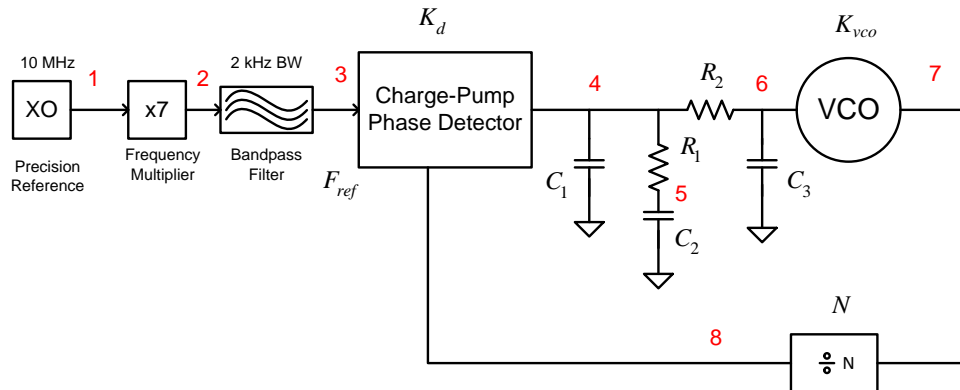 K_d
K_vco
10 MHz
1
2
2 kHz BW
3
4
R_2
6
7
XO
x7
Charge-Pump
Phase Detector
VCO
Precision
Reference
Frequency
Multiplier
Bandpass
Filter
F_ref
C_1
R_1
5
C_2
C_3
N
8
÷ N